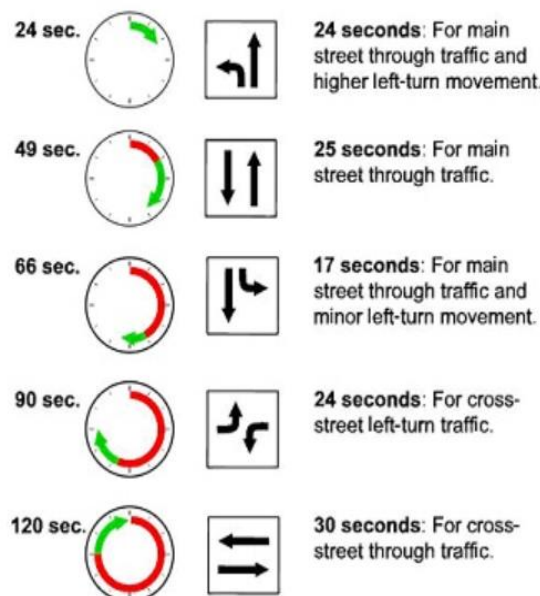 24 sec.
24 seconds: For main
street through traffic and
higher left-turn movement.
49 sec.
25 seconds: For main
street through traffic.
66 sec.
17 seconds: For main
street through traffic and
minor left-turn movement.
90 sec.
24 seconds: For cross-
street left-turn traffic.
120 sec.
30 seconds: For cross-
street through traffic.